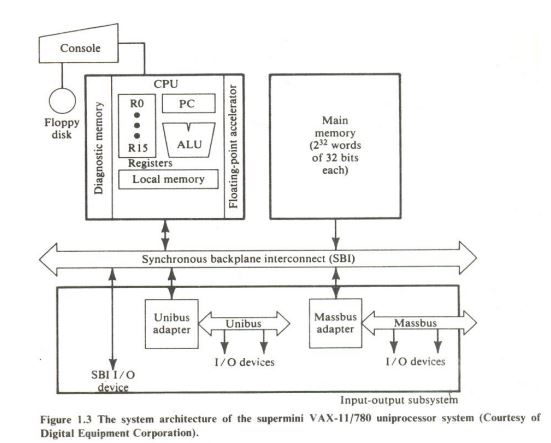 Console
Floppy
disk
CPU
Diagnostic memory
R0
R15
Registers
PC
ALU
Local memory
Floating-point accelerator
Main
memory
(2³² words
of 32 bits
each)
Synchronous backplane interconnect (SBI)
Unibus
adapter
Unibus
I/O devices
Massbus
adapter
Massbus
I/O devices
SBI I/O
device
Input-output subsystem
Figure 1.3 The system architecture of the supermini VAX-11/780 uniprocessor system (Courtesy of
Digital Equipment Corporation).